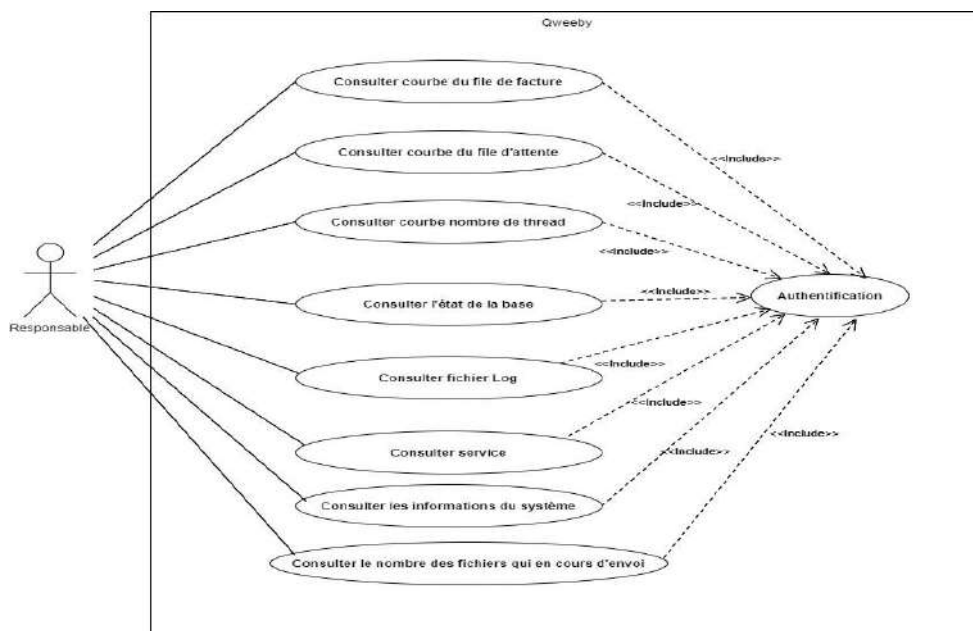 Qweeby
Consulter courbe du file de facture
<<Include>>
Consulter courbe du file d'attente
<<Include>>
Consulter courbe nombre de thread
<<Include>>
Consulter l'état de la base
<<Include>>
Authentification
Responsable
Consulter fichier Log
<<Include>>
<<Include>>
Consulter service
<<Include>>
<<Include>>
Consulter les informations du système
Consulter le nombre des fichiers qui en cours d'envoi